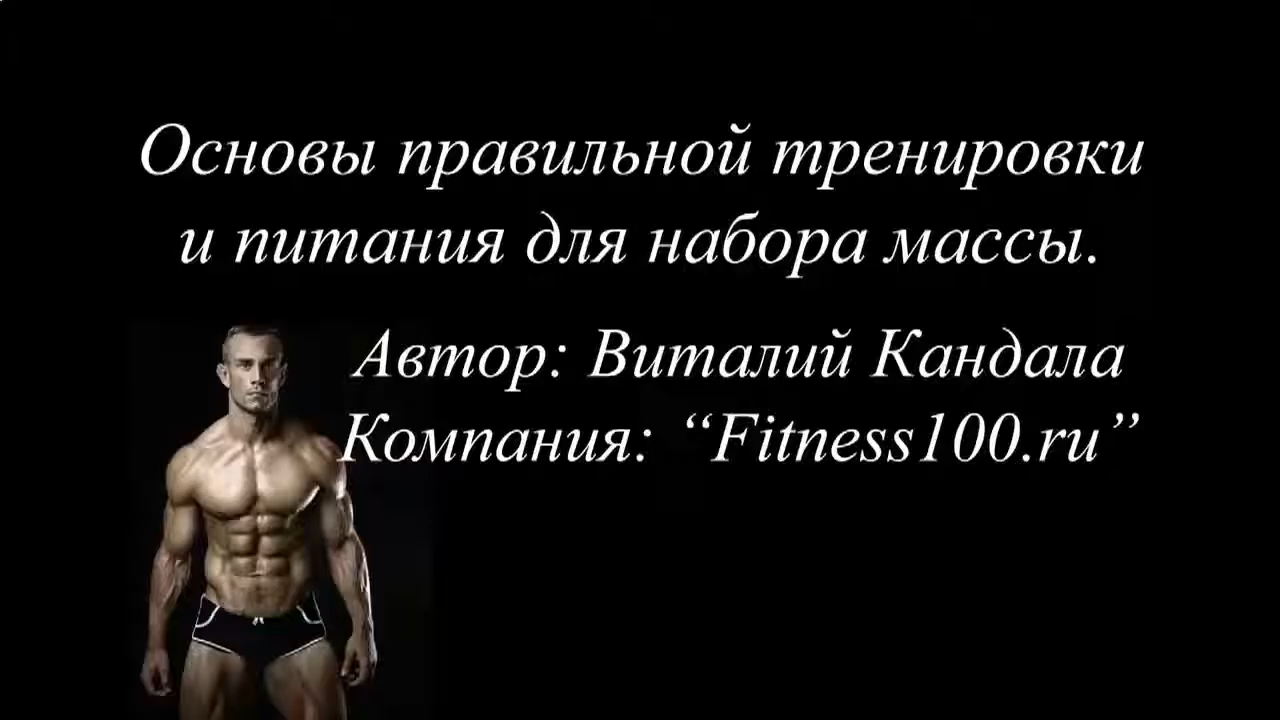 Основы правильной тренировки
и питания для набора массы.
Автор: Виталий Кандала
Компания: “Fitness100.ru”